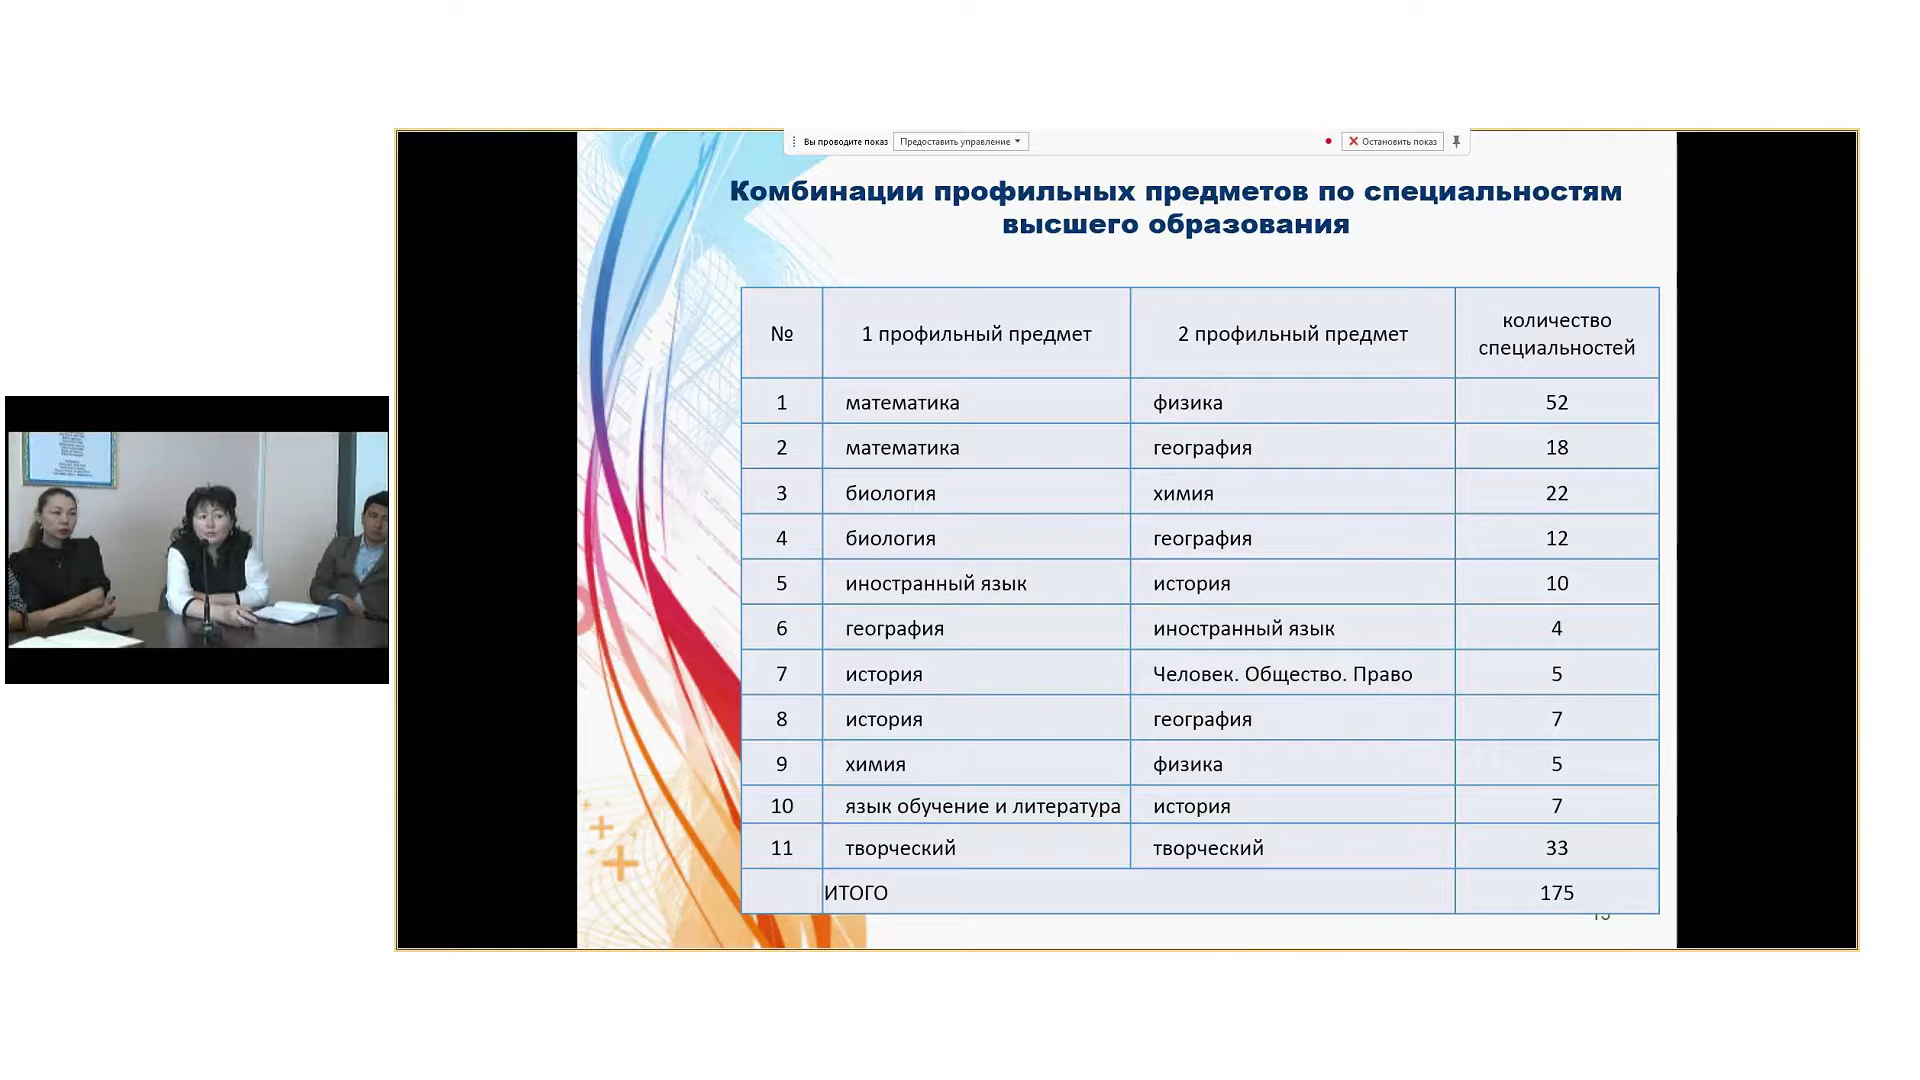 Вы проводите показ
Предоставить управление
Остановить показ
Комбинации профильных предметов по специальностям
высшего образования
№ 1 профильный предмет 2 профильный предмет количество специальностей
1 математика физика 52
2 математика география 18
3 биология химия 22
4 биология география 12
5 иностранный язык история 10
6 география иностранный язык 4
7 история Человек. Общество. Право 5
8 история география 7
9 химия физика 5
10 язык обучение и литература история 7
11 творческий творческий 33
ИТОГО 175